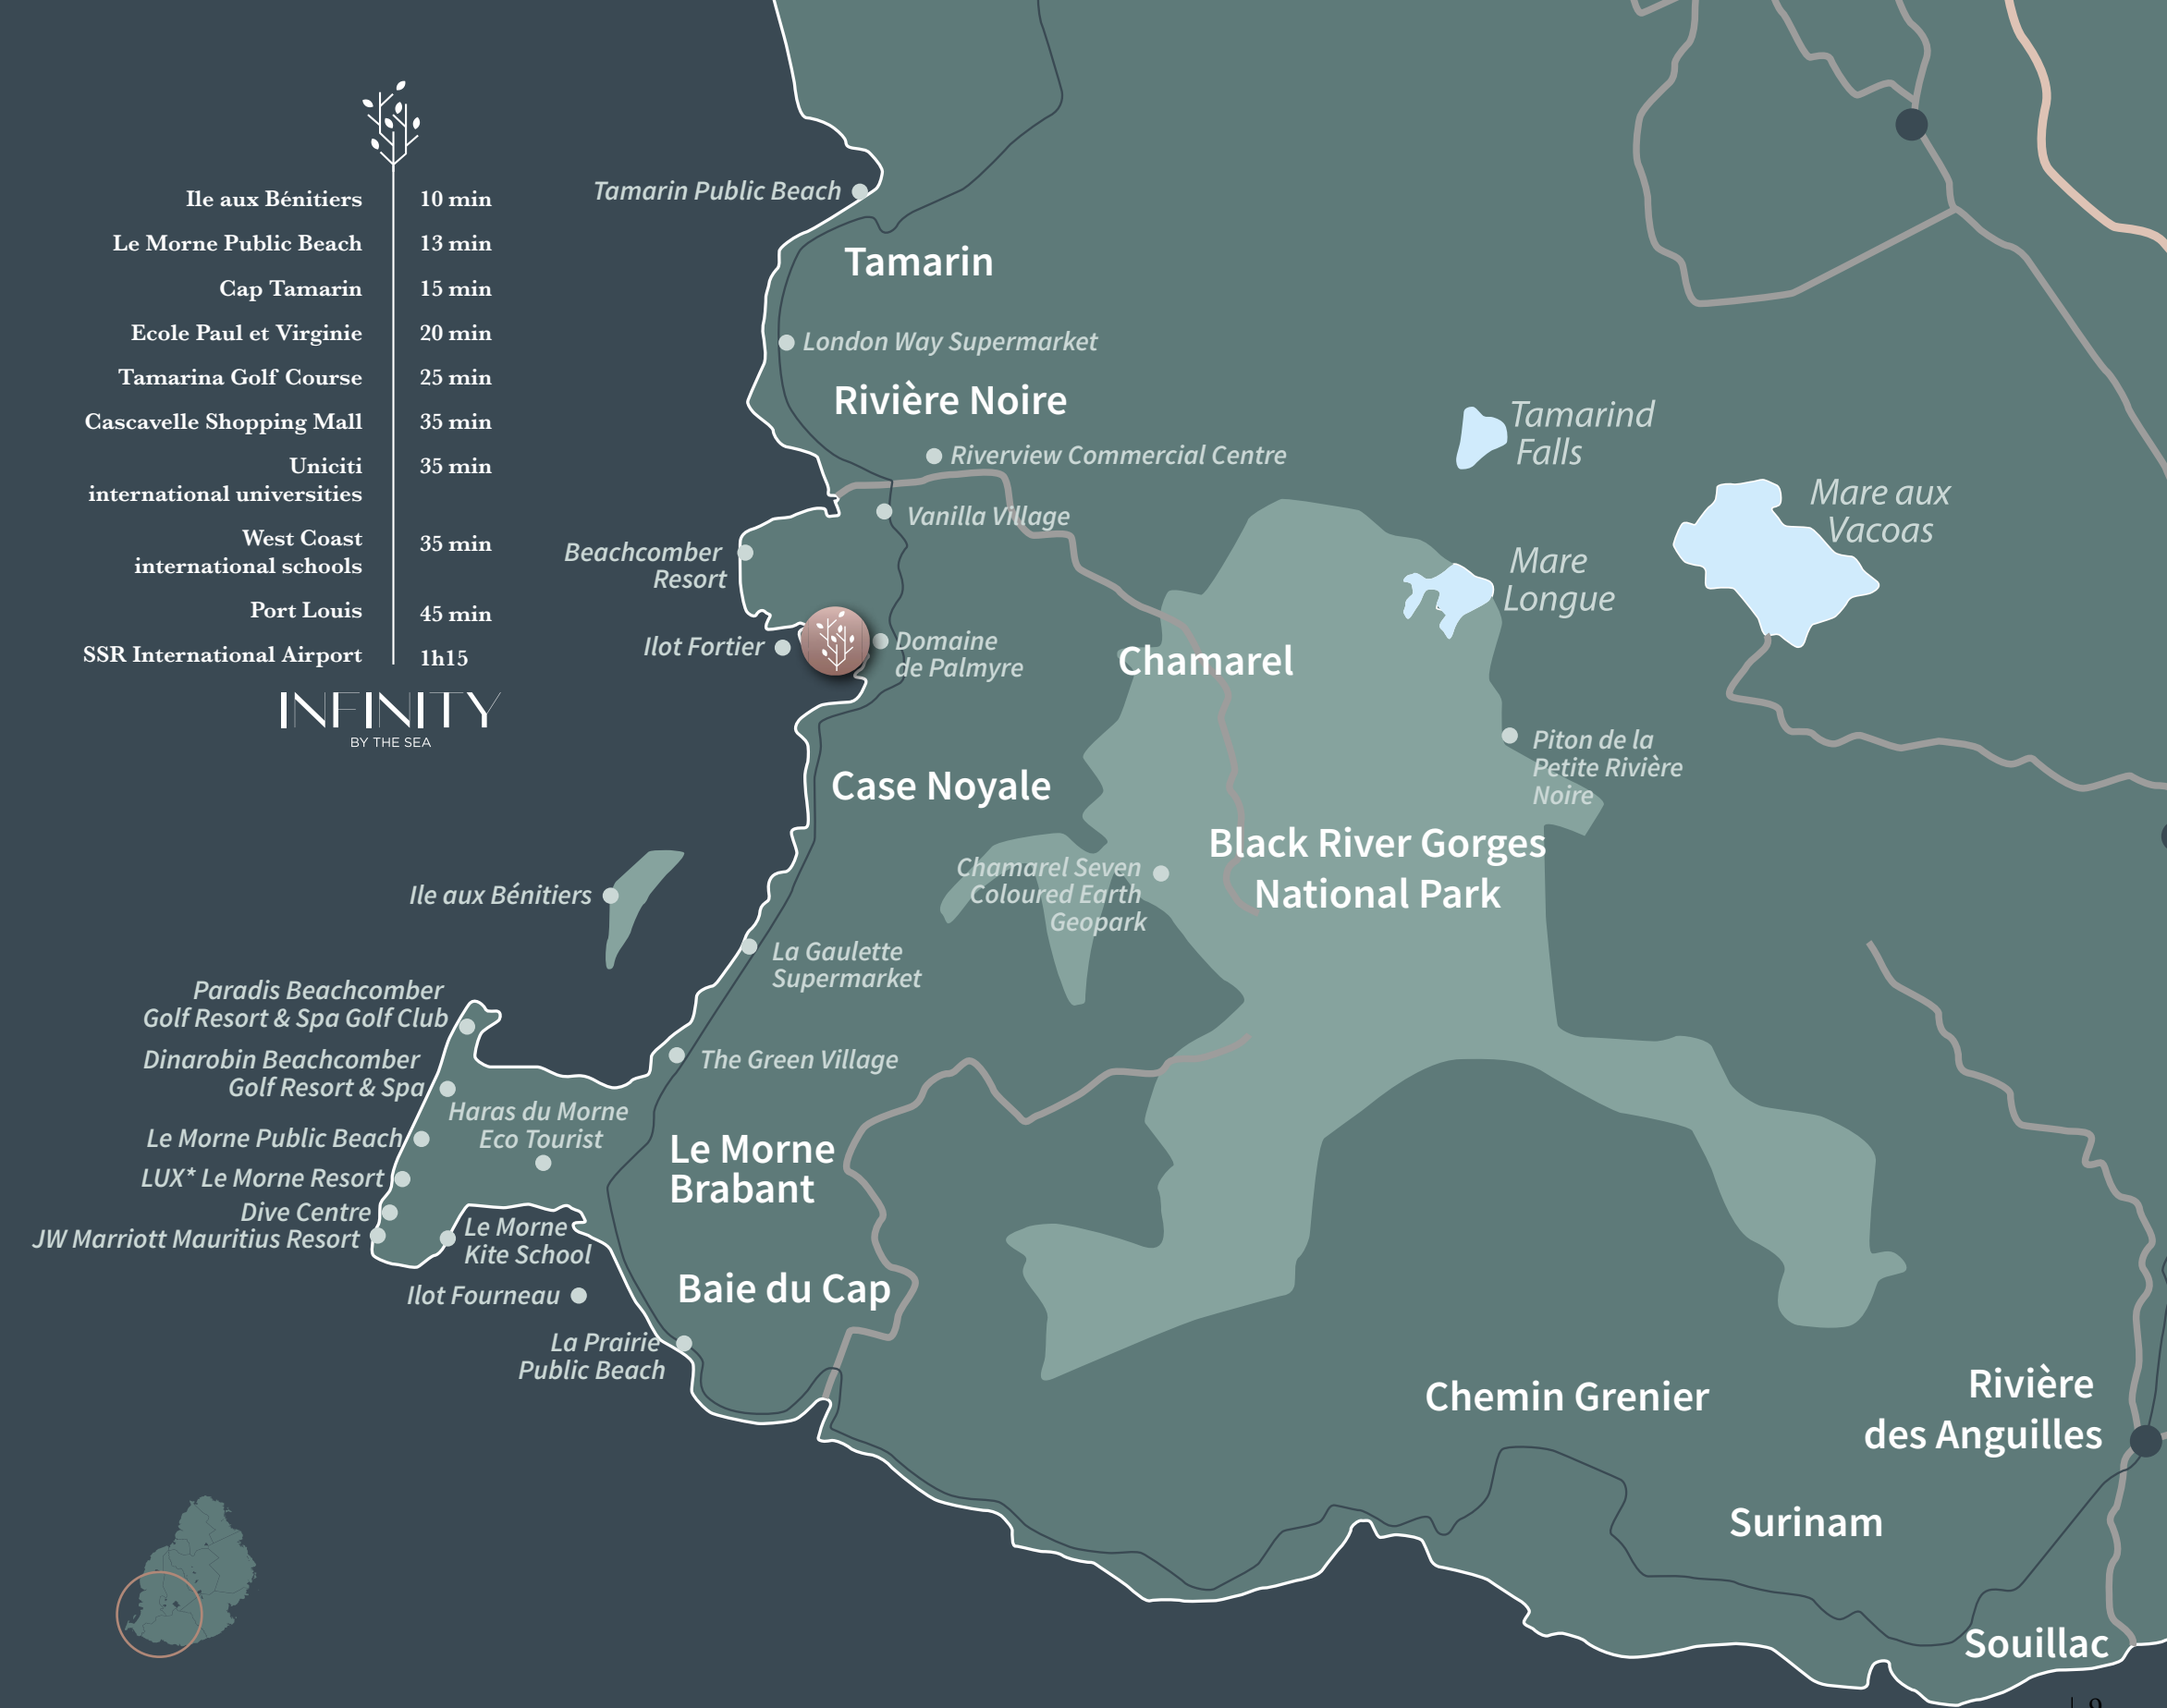 Ile aux Bénitiers 10 min
Le Morne Public Beach 13 min
Cap Tamarin 15 min
Ecole Paul et Virginie 20 min
Tamarina Golf Course 25 min
Cascavelle Shopping Mall 35 min
Uniciti 35 min
international universities
West Coast 35 min
international schools
Port Louis 45 min
SSR International Airport 1h15
INFINITY
BY THE SEA
Tamarin Public Beach
Tamarin
London Way Supermarket
Rivière Noire
Riverview Commercial Centre
Vanilla Village
Beachcomber
Resort
Ilot Fortier
Domaine
de Palmyre
Tamarind
Falls
Mare aux
Vacoas
Mare
Longue
Chamarel
Piton de la
Petite Rivière
Noire
Case Noyale
Black River Gorges
National Park
Chamarel Seven
Coloured Earth
Geopark
Ile aux Bénitiers
La Gaulette
Supermarket
Paradis Beachcomber
Golf Resort & Spa Golf Club
Dinarobin Beachcomber
Golf Resort & Spa
The Green Village
Haras du Morne
Eco Tourist
Le Morne Public Beach
LUX* Le Morne Resort
Dive Centre
JW Marriott Mauritius Resort
Le Morne
Kite School
Le Morne
Brabant
Ilot Fourneau
Baie du Cap
La Prairie
Public Beach
Chemin Grenier
Rivière
des Anguilles
Surinam
Souillac
| 9